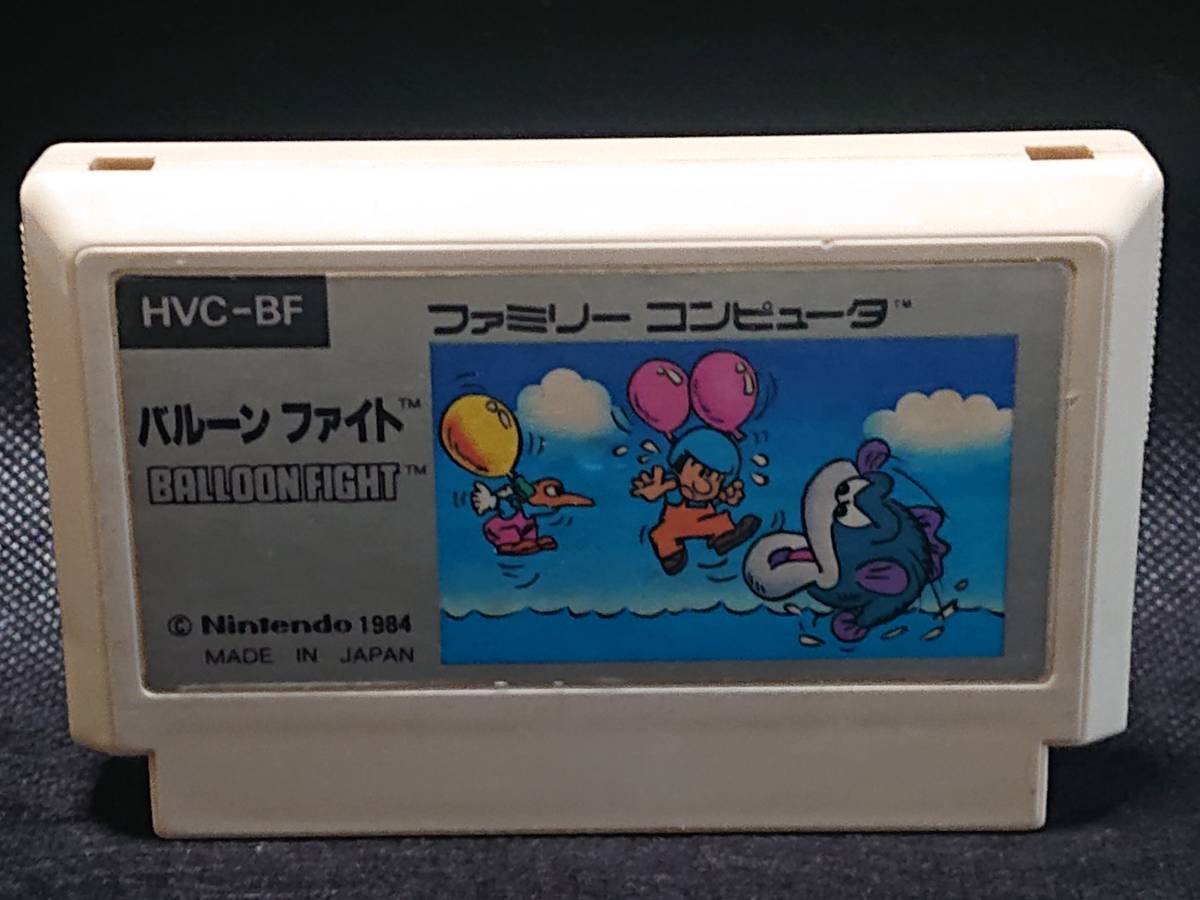 HVC-BF
ファミリー コンピュータ™
バルーン ファイト™
BALLOON FIGHT™
© Nintendo 1984
MADE IN JAPAN